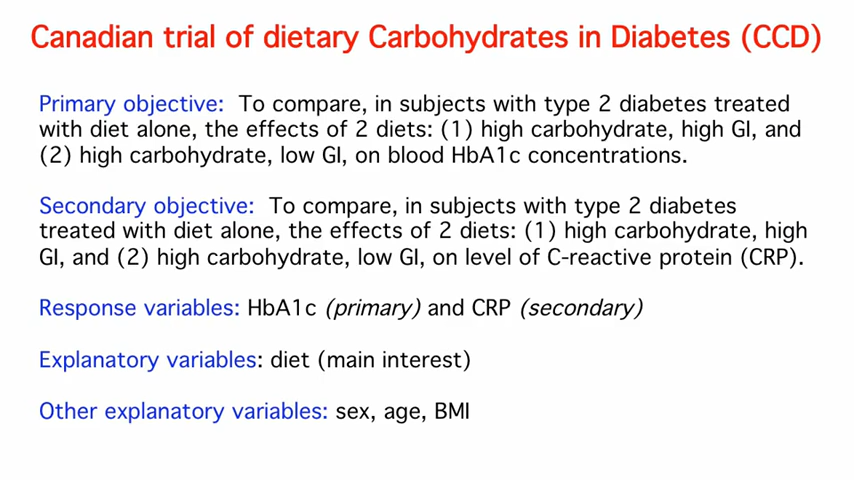 Canadian trial of dietary Carbohydrates in Diabetes (CCD)
Primary objective: To compare, in subjects with type 2 diabetes treated
with diet alone, the effects of 2 diets: (1) high carbohydrate, high GI, and
(2) high carbohydrate, low GI, on blood HbA1c concentrations.
Secondary objective: To compare, in subjects with type 2 diabetes
treated with diet alone, the effects of 2 diets: (1) high carbohydrate, high
GI, and (2) high carbohydrate, low GI, on level of C-reactive protein (CRP).
Response variables: HbA1c (primary) and CRP (secondary)
Explanatory variables: diet (main interest)
Other explanatory variables: sex, age, BMI